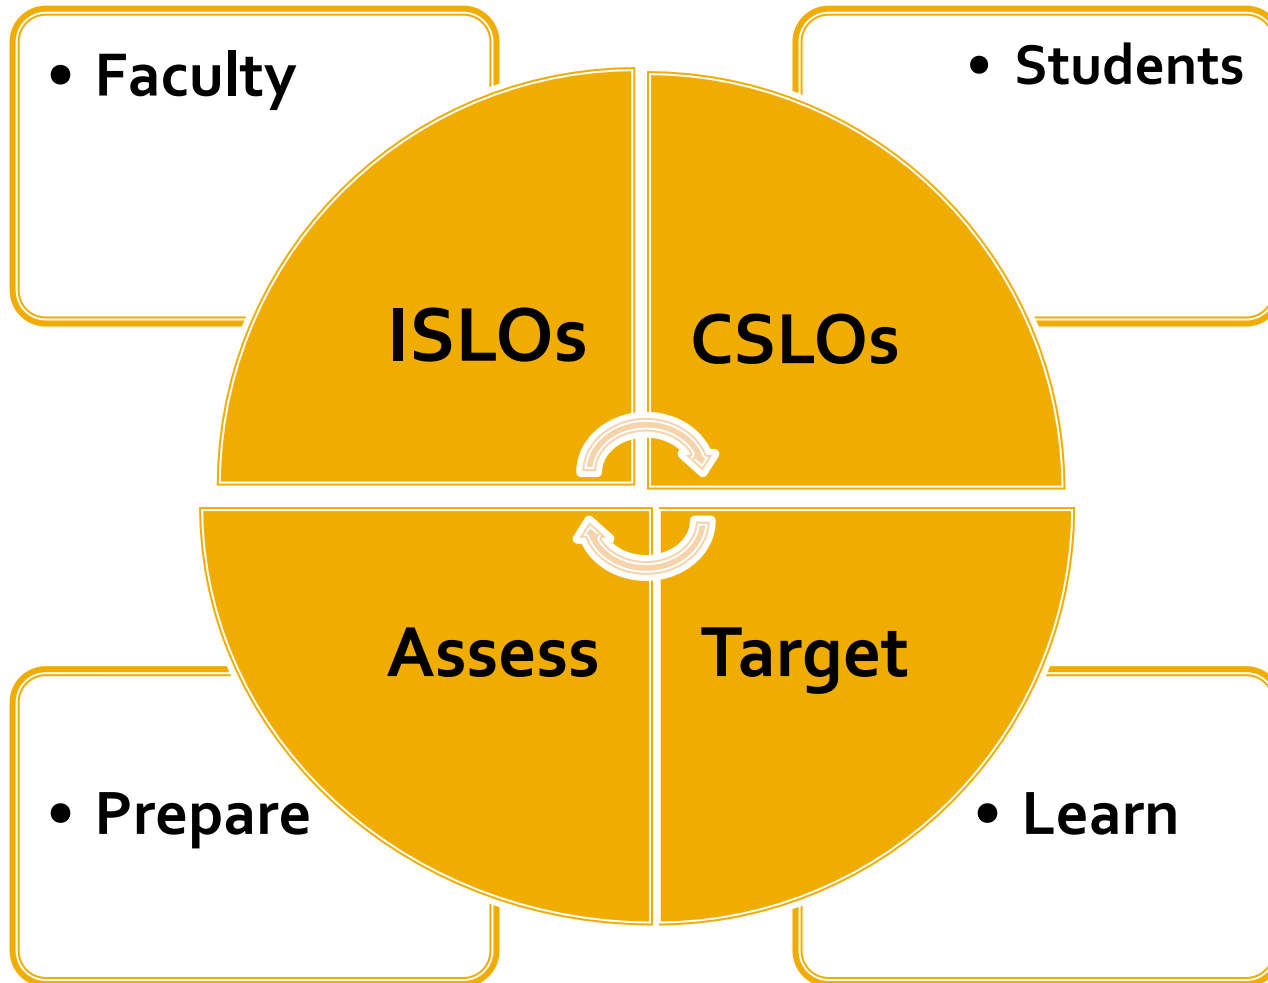 • Faculty
• Students
ISLOs
CSLOs
Assess
Target
• Prepare
• Learn